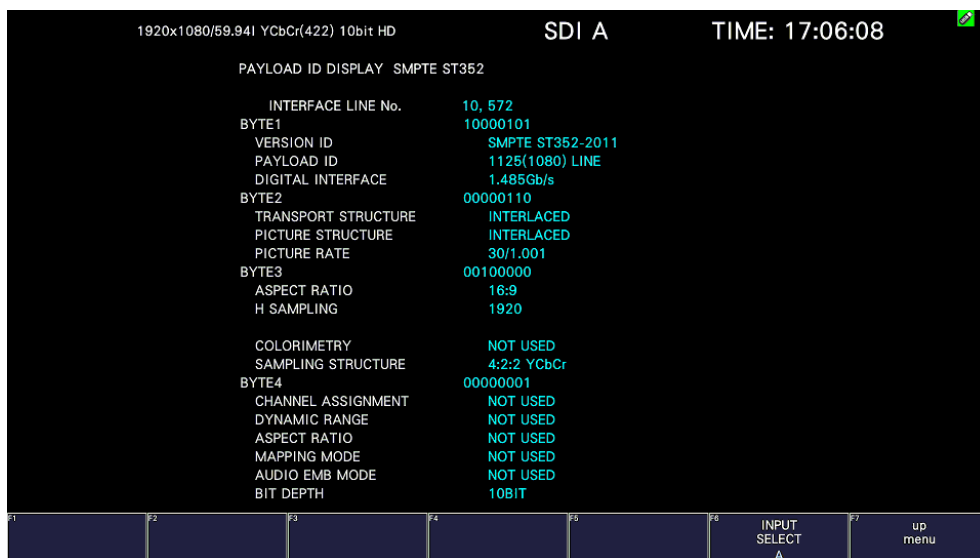 1920x1080/59.94I YCbCr(422) 10bit HD SDI A TIME: 17:06:08
PAYLOAD ID DISPLAY SMPTE ST352
INTERFACE LINE No. 10, 572
BYTE1 10000101
VERSION ID SMPTE ST352-2011
PAYLOAD ID 1125(1080) LINE
DIGITAL INTERFACE 1.485Gb/s
BYTE2 00000110
TRANSPORT STRUCTURE INTERLACED
PICTURE STRUCTURE INTERLACED
PICTURE RATE 30/1.001
BYTE3 00100000
ASPECT RATIO 16:9
H SAMPLING 1920
COLORIMETRY NOT USED
SAMPLING STRUCTURE 4:2:2 YCbCr
BYTE4 00000001
CHANNEL ASSIGNMENT NOT USED
DYNAMIC RANGE NOT USED
ASPECT RATIO NOT USED
MAPPING MODE NOT USED
AUDIO EMB MODE NOT USED
BIT DEPTH 10BIT
F1 F2 F3 F4 F5 F6 F7
INPUT SELECT A
up menu